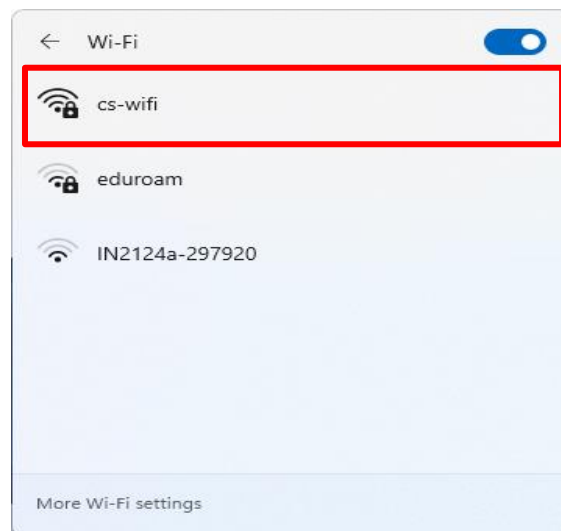 Wi-Fi
cs-wifi
eduroam
IN2124a-297920
More Wi-Fi settings